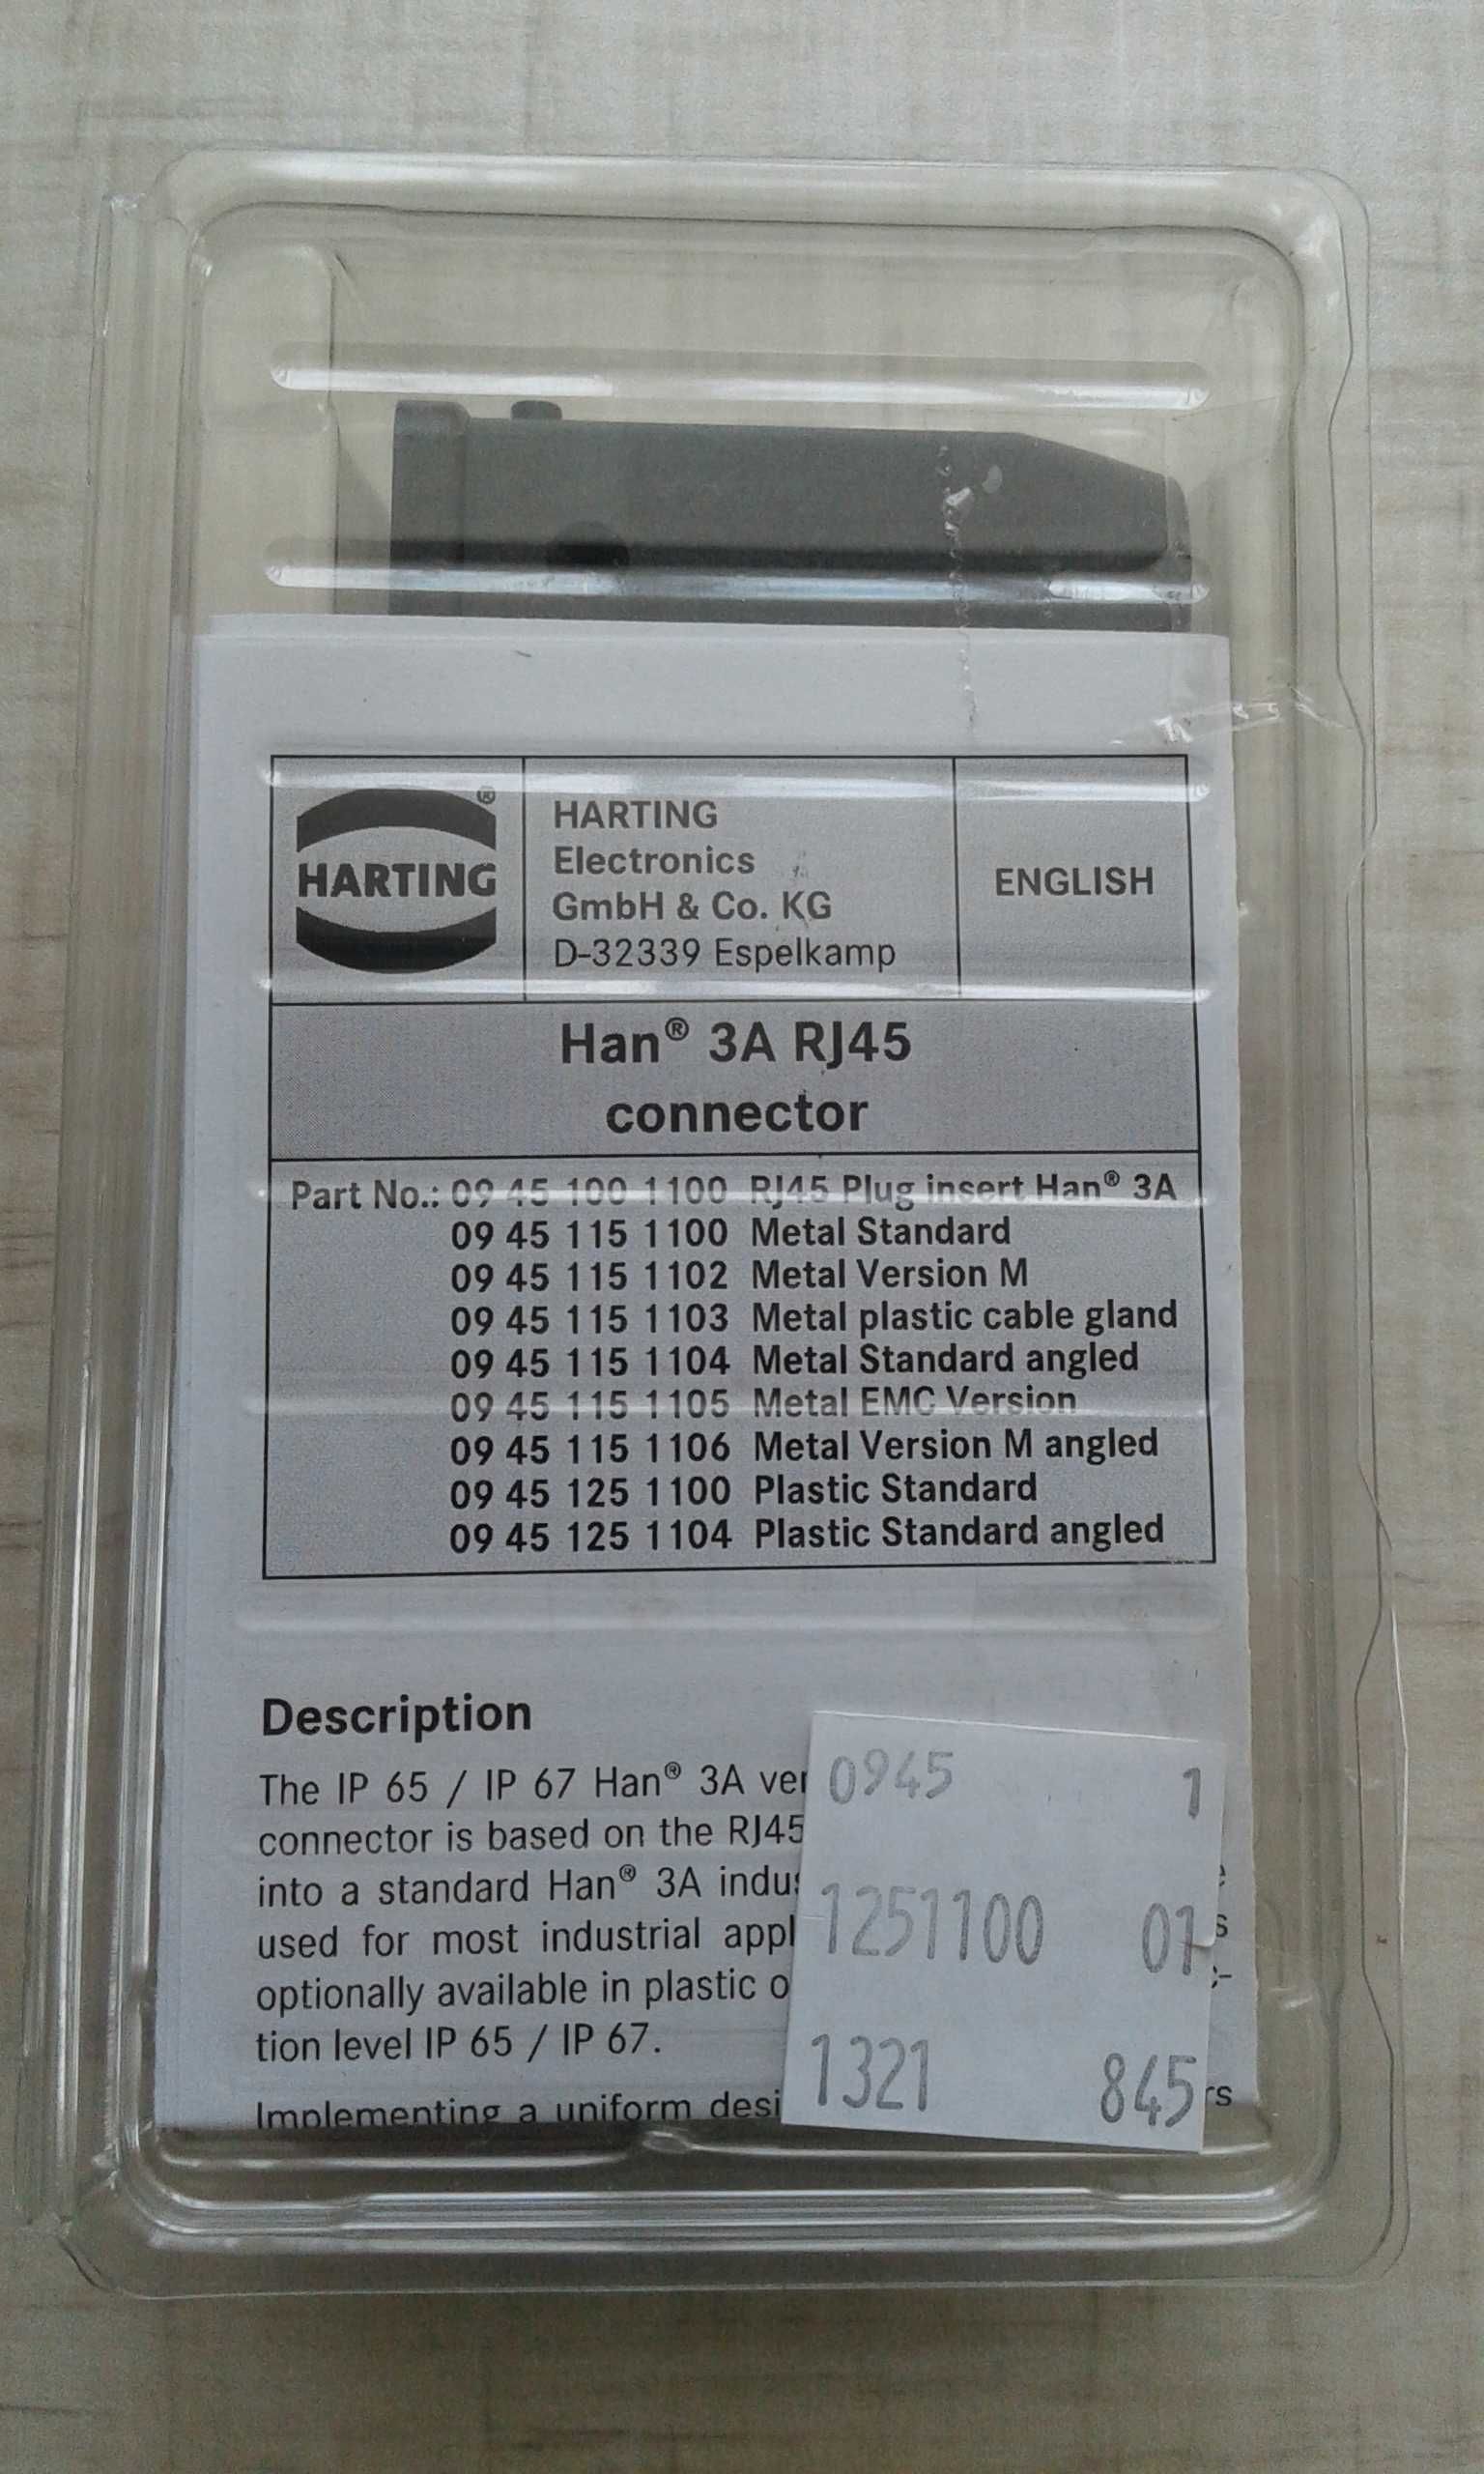 HARTING®
HARTING
Electronics
GmbH & Co. KG
D-32339 Espelkamp
ENGLISH
Han® 3A RJ45
connector
Part No.: 09 45 100 1100 RJ45 Plug insert Han® 3A
09 45 115 1100 Metal Standard
09 45 115 1102 Metal Version M
09 45 115 1103 Metal plastic cable gland
09 45 115 1104 Metal Standard angled
09 45 115 1105 Metal EMC Version
09 45 115 1106 Metal Version M angled
09 45 125 1100 Plastic Standard
09 45 125 1104 Plastic Standard angled
Description
The IP 65 / IP 67 Han® 3A
connector is based on the RJ45
into a standard Han® 3A
used for most industrial
optionally available in plastic
tion level IP 65 / IP 67.
Implementing a uniform
0945 1
1251100 01
1321 845